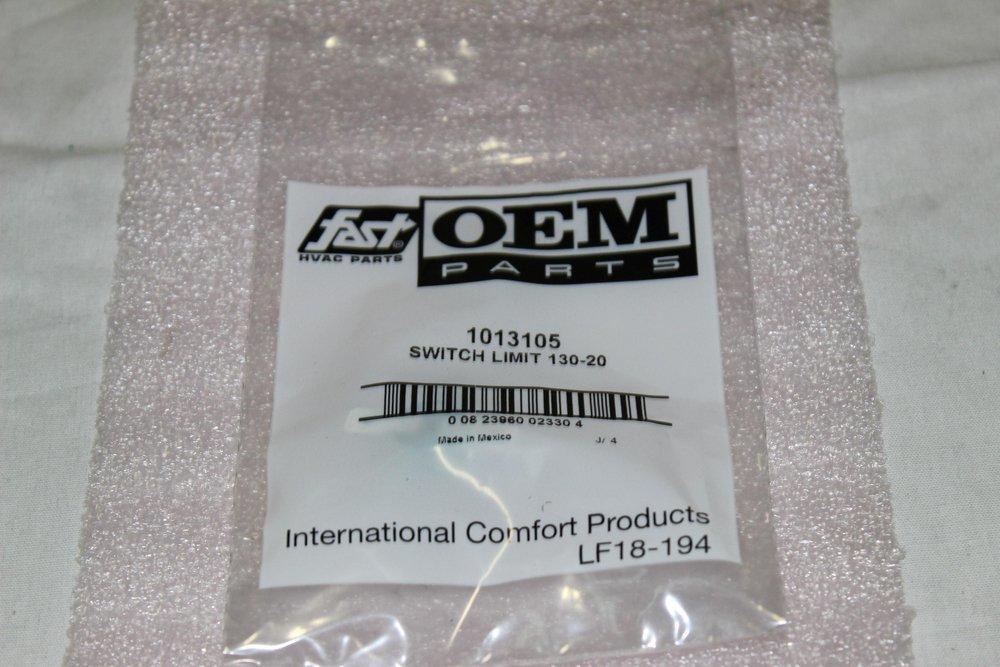 fast®
HVAC PARTS
OEM
PARTS
1013105
SWITCH LIMIT 130-20
0 08 23960 02330 4
Made in Mexico J/ 4
International Comfort Products
LF18-194